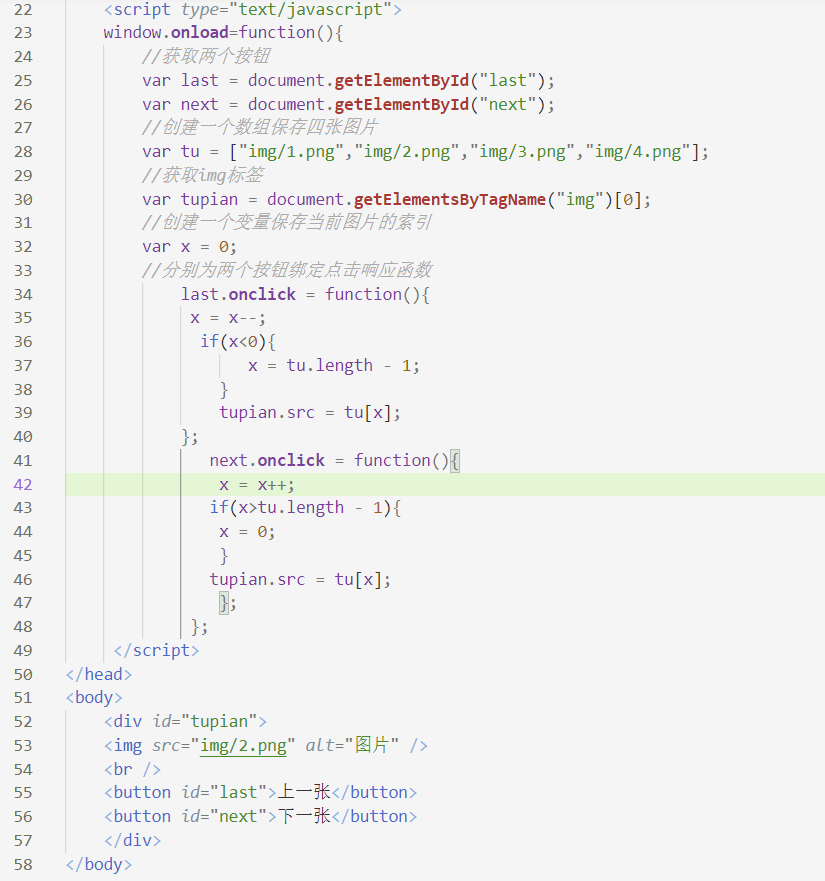 22 <script type="text/javascript">
23 window.onload=function(){
24 //获取两个按钮
25 var last = document.getElementById("last");
26 var next = document.getElementById("next");
27 //创建一个数组保存四张图片
28 var tu = ["img/1.png","img/2.png","img/3.png","img/4.png"];
29 //获取img标签
30 var tupian = document.getElementsByTagName("img")[0];
31 //创建一个变量保存当前图片的索引
32 var x = 0;
33 //分别为两个按钮绑定点击响应函数
34 last.onclick = function(){
35 x = x--;
36 if(x<0){
37 x = tu.length - 1;
38 }
39 tupian.src = tu[x];
40 };
41 next.onclick = function(){
42 x = x++;
43 if(x>tu.length - 1){
44 x = 0;
45 }
46 tupian.src = tu[x];
47 };
48 };
49 </script>
50 </head>
51 <body>
52 <div id="tupian">
53 <img src="img/2.png" alt="图片" />
54 <br />
55 <button id="last">上一张</button>
56 <button id="next">下一张</button>
57 </div>
58 </body>